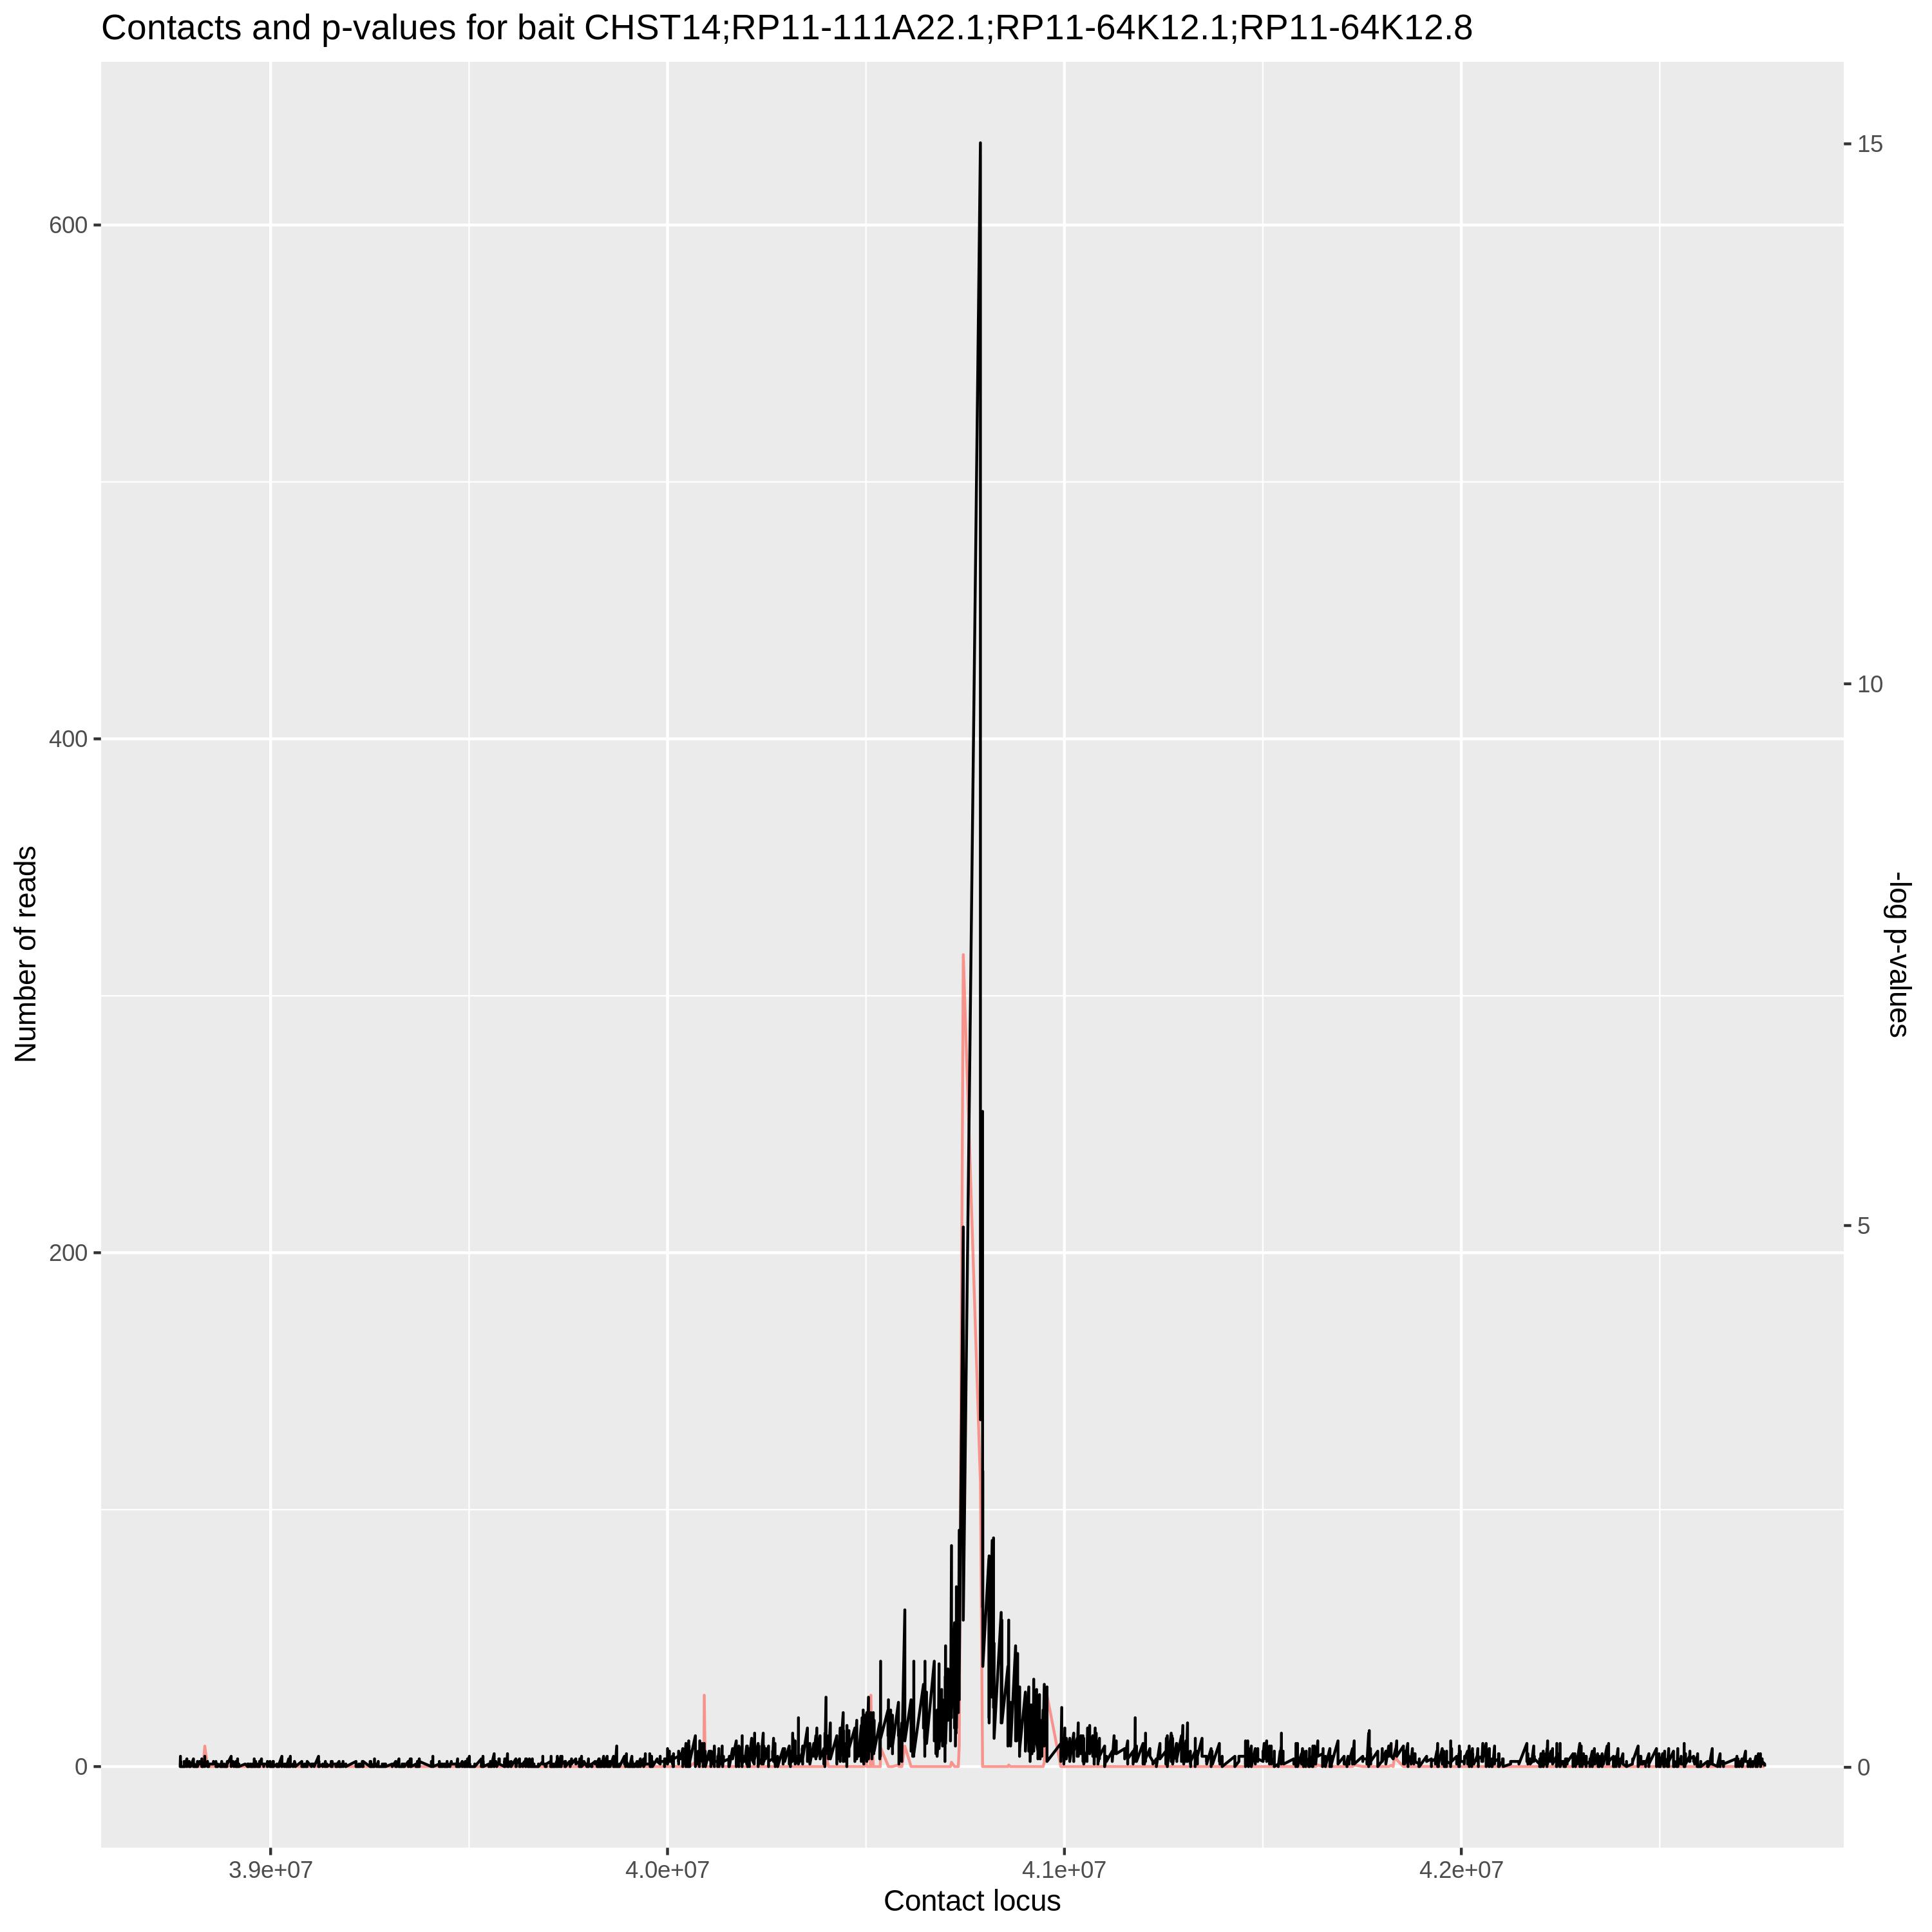 Contacts and p-values for bait CHST14;RP11-111A22.1;RP11-64K12.1;RP11-64K12.8
15
600
10
400
Number of reads
-log p-values
5
200
0
0
3.9e+07 4.0e+07 4.1e+07 4.2e+07
Contact locus